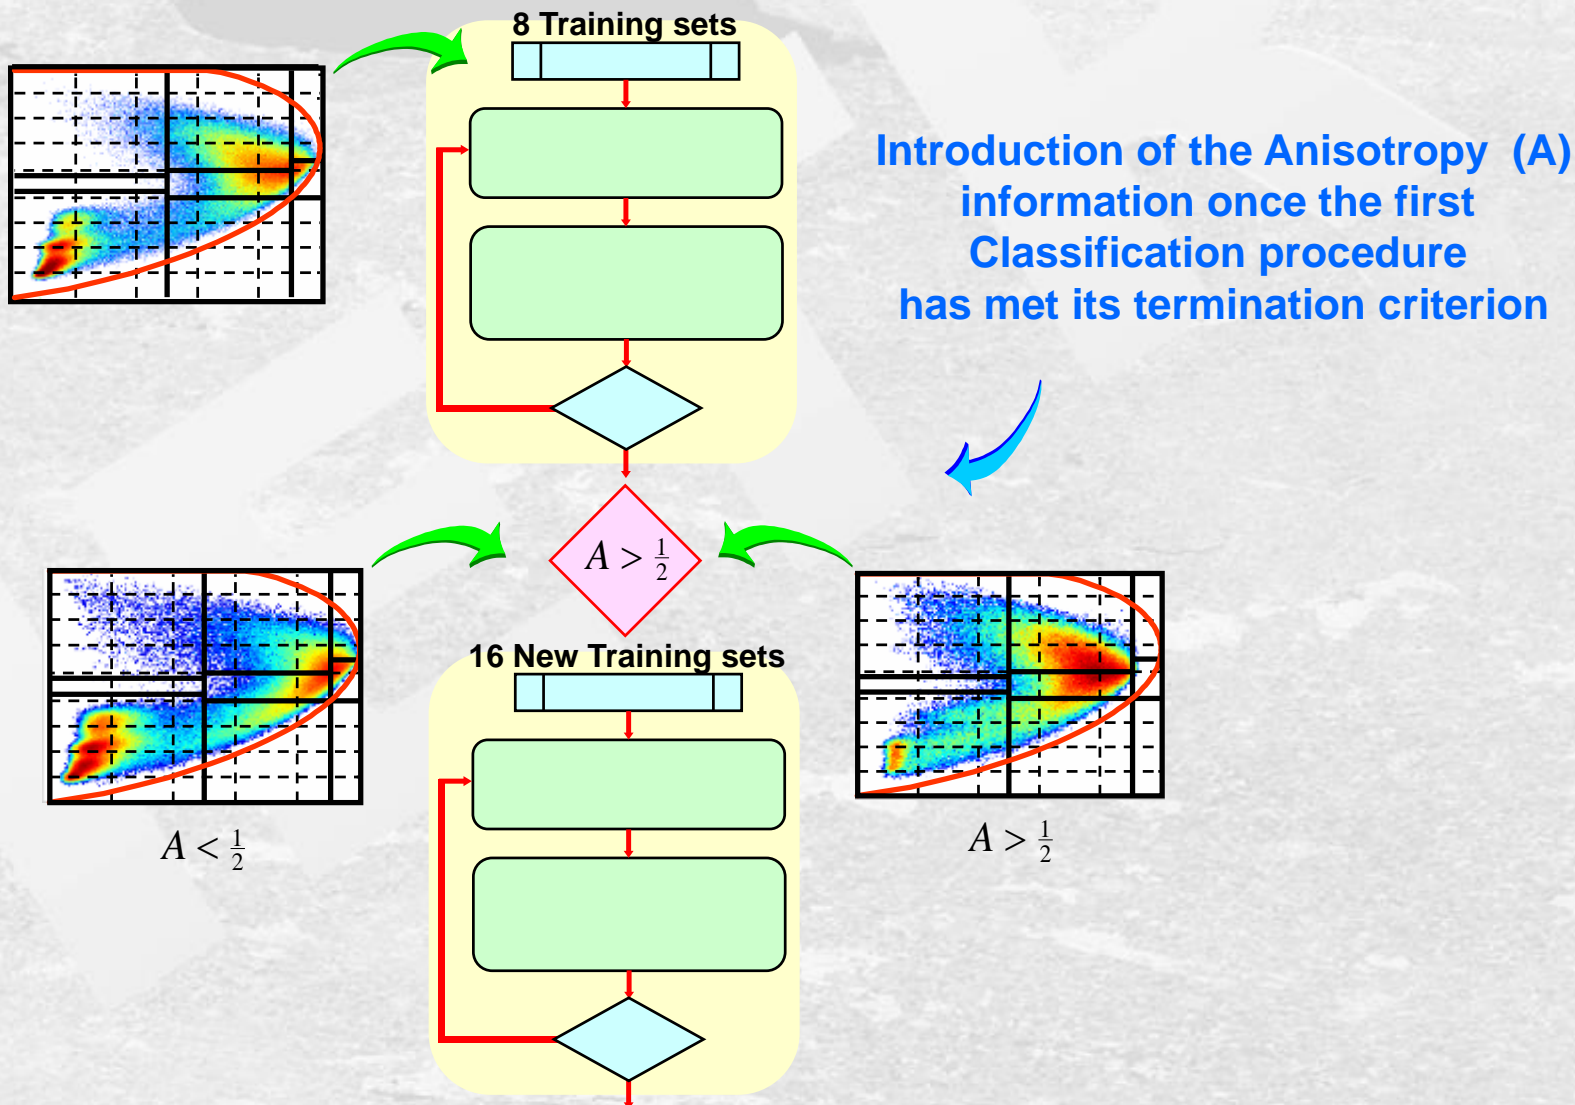 8 Training sets
Introduction of the Anisotropy (A)
information once the first
Classification procedure
has met its termination criterion
A > 1/2
16 New Training sets
A < 1/2
A > 1/2